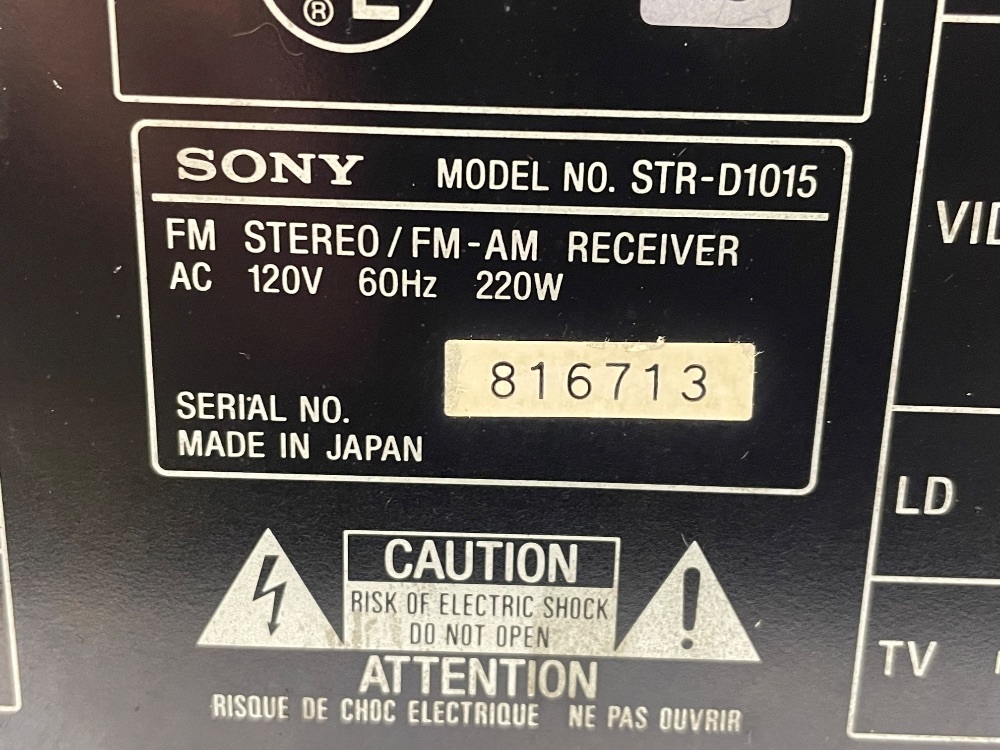 ®
SONY MODEL NO. STR-D1015
FM STEREO/FM-AM RECEIVER
AC 120V 60Hz 220W
816713
SERIAL NO.
MADE IN JAPAN
LD
TV
CAUTION
RISK OF ELECTRIC SHOCK
DO NOT OPEN
ATTENTION
RISQUE DE CHOC ELECTRIQUE NE PAS OUVRIR